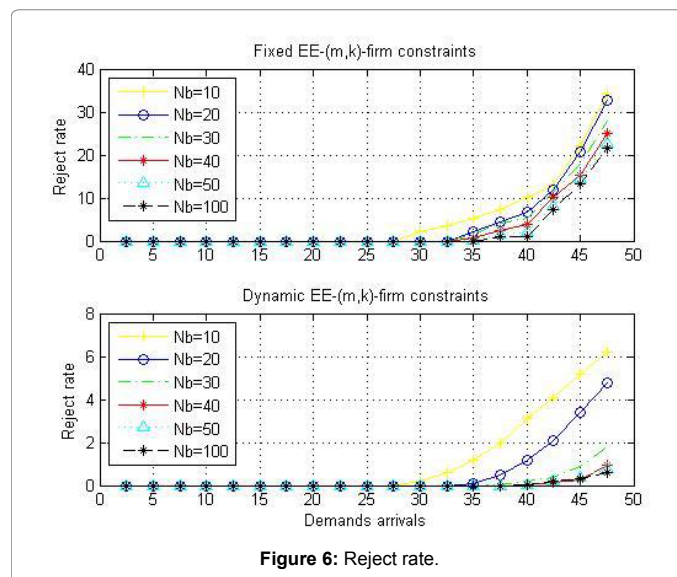 Fixed EE-(m,k)-firm constraints
40
30
20
10
0
Reject rate
Nb=10
Nb=20
Nb=30
Nb=40
Nb=50
Nb=100
0 5 10 15 20 25 30 35 40 45 50
Dynamic EE-(m,k)-firm constraints
8
6
4
2
0
Reject rate
Nb=10
Nb=20
Nb=30
Nb=40
Nb=50
Nb=100
0 5 10 15 20 25 30 35 40 45 50
Demands arrivals
Figure 6: Reject rate.